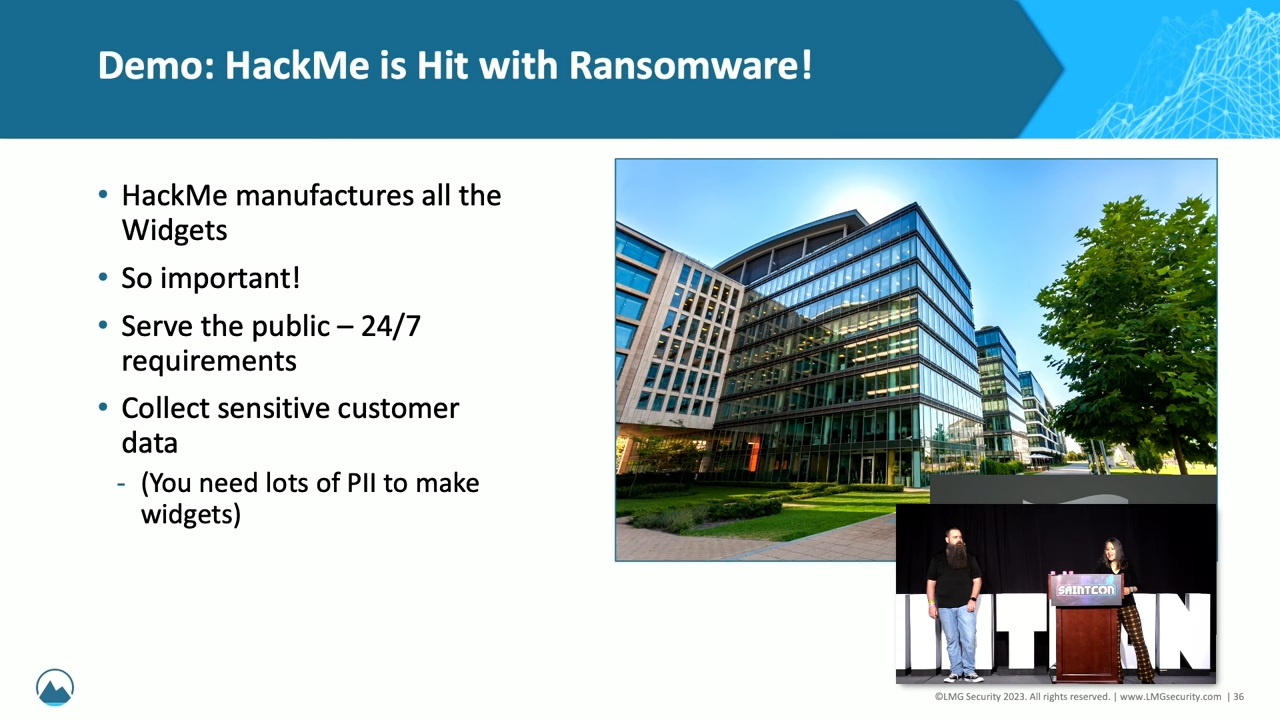 Demo: HackMe is Hit with Ransomware!
• HackMe manufactures all the
Widgets
• So important!
• Serve the public – 24/7
requirements
• Collect sensitive customer
data
- (You need lots of PII to make
widgets)
SAINTCON
©LMG Security 2023. All rights reserved. | www.LMGsecurity.com | 36